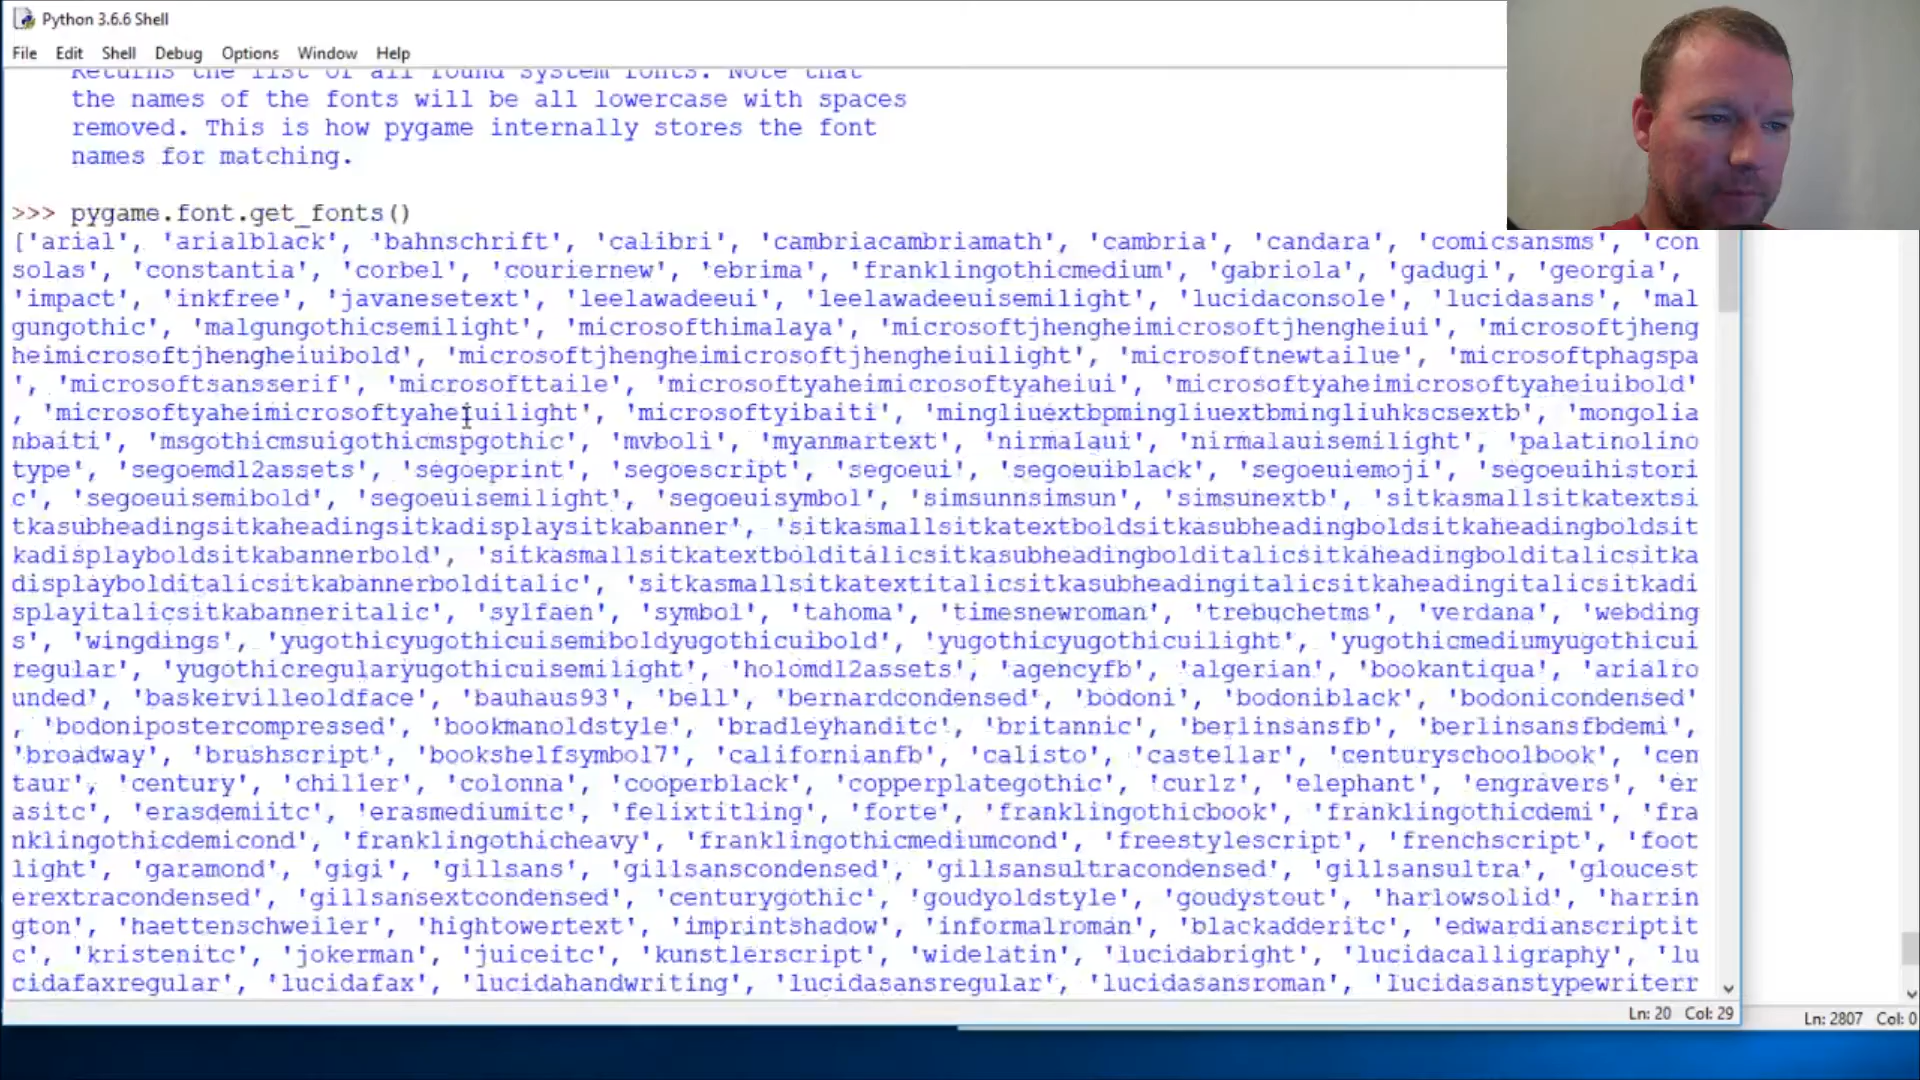 Python 3.6.6 Shell
File Edit Shell Debug Options Window Help
Returns the list of all found system fonts. Note that
the names of the fonts will be all lowercase with spaces
removed. This is how pygame internally stores the font
names for matching.
>>> pygame.font.get_fonts()
['arial', 'arialblack', 'bahnschrift', 'calibri', 'cambriacambriamath', 'cambria', 'candara', 'comicsansms', 'con
solas', 'constantia', 'corbel', 'couriernew', 'ebrima', 'franklingothicmedium', 'gabriola', 'gadugi', 'georgia',
'impact', 'inkfree', 'javanesetext', 'leelawadeeui', 'leelawadeeuisemilight', 'lucidaconsole', 'lucidasans', 'mal
gungothic', 'malgungothicsemilight', 'microsofthimalaya', 'microsoftjhengheimicrosoftjhengheiui', 'microsoftjheng
heimicrosoftjhengheiuibold', 'microsoftjhengheimicrosoftjhengheiuilight', 'microsoftnewtailue', 'microsoftphagspa
', 'microsoftsansserif', 'microsofttaile', 'microsoftyaheimicrosoftyaheiui', 'microsoftyaheimicrosoftyaheiuibold'
, 'microsoftyaheimicrosoftyaheiuilight', 'microsoftyibaiti', 'mingliuextbpmingliuextbmingliuhkscsextb', 'mongolia
nbaiti', 'msgothicmsuigothicmspgothic', 'mvboli', 'myanmartext', 'nirmalaui', 'nirmalauisemilight', 'palatinolino
type', 'segoemdl2assets', 'segoeprint', 'segoescript', 'segoeui', 'segoeuiblack', 'segoeuiemoji', 'segoeuihistori
c', 'segoeuisemibold', 'segoeuisemilight', 'segoeuisymbol', 'simsunnsimsun', 'simsunextb', 'sitkasmallsitkatextsi
tkasubheadingsitkaheadingsitkadisplaysitkabanner', 'sitkasmallsitkatextboldsitkasubheadingboldsitkaheadingboldsit
kadisplayboldsitkabannerbold', 'sitkasmallsitkatextbolditalicsitkasubheadingbolditalicsitkaheadingbolditalicsitka
displaybolditalicsitkabannerbolditalic', 'sitkasmallsitkatextitalicsitkasubheadingitalicsitkaheadingitalicsitkadi
splayitalicsitkabanneritalic', 'sylfaen', 'symbol', 'tahoma', 'timesnewroman', 'trebuchetms', 'verdana', 'webding
s', 'wingdings', 'yugothicyugothicuisemiboldyugothicuibold', 'yugothicyugothicuilight', 'yugothicmediumyugothicui
regular', 'yugothicregularyugothicuisemilight', 'holomdl2assets', 'agencyfb', 'algerian', 'bookantiqua', 'arialro
unded', 'baskervilleoldface', 'bauhaus93', 'bell', 'bernardcondensed', 'bodoni', 'bodoniblack', 'bodonicondensed'
, 'bodonipostercompressed', 'bookmanoldstyle', 'bradleyhanditc', 'britannic', 'berlinsansfb', 'berlinsansfbdemi',
'broadway', 'brushscript', 'bookshelfsymbol7', 'californianfb', 'calisto', 'castellar', 'centuryschoolbook', 'cen
taur', 'century', 'chiller', 'colonna', 'cooperblack', 'copperplategothic', 'curlz', 'elephant', 'engravers', 'er
asitc', 'erasdemiitc', 'erasmediumitc', 'felixtitling', 'forte', 'franklingothicbook', 'franklingothicdemi', 'fra
nklingothicdemicond', 'franklingothicheavy', 'franklingothicmediumcond', 'freestylescript', 'frenchscript', 'foot
light', 'garamond', 'gigi', 'gillsans', 'gillsanscondensed', 'gillsansultracondensed', 'gillsansultra', 'gloucest
erextracondensed', 'gillsansextcondensed', 'centurygothic', 'goudyoldstyle', 'goudystout', 'harlowsolid', 'harrin
gton', 'haettenschweiler', 'hightowertext', 'imprintshadow', 'informalroman', 'blackadderitc', 'edwardianscriptit
c', 'kristenitc', 'jokerman', 'juiceitc', 'kunstlerscript', 'widelatin', 'lucidabright', 'lucidacalligraphy', 'lu
cidafaxregular', 'lucidafax', 'lucidahandwriting', 'lucidasansregular', 'lucidasansroman', 'lucidasanstypewriterr
Ln: 20 Col: 29
Ln: 2807 Col: 0